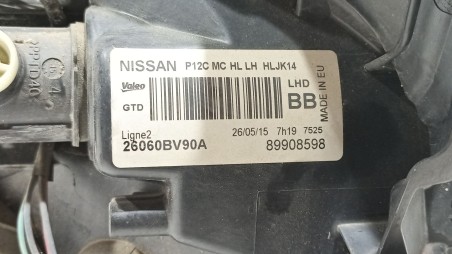 NISSAN P12C MC HL LH HLJK14
Valeo
LHD
GTD
BB
MADE IN EU
Ligne2
26/05/15 7h19 7525
26060BV90A
89908598